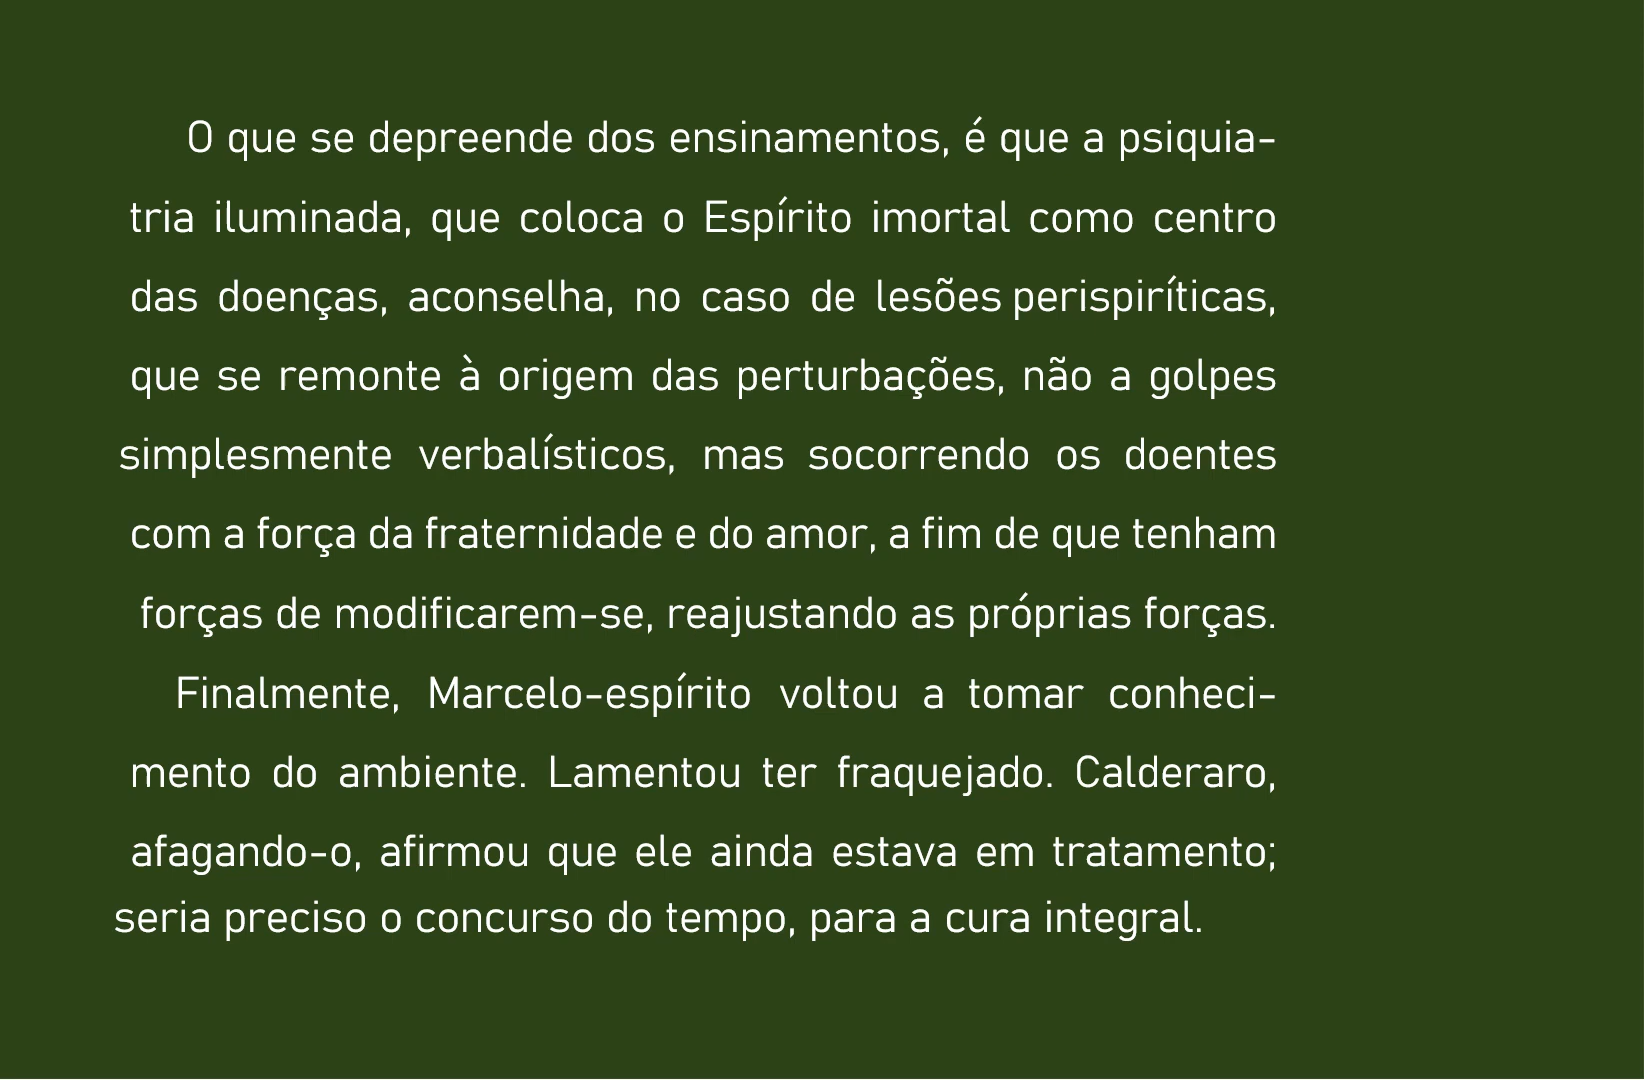 O que se depreende dos ensinamentos, é que a psiquia-
tria iluminada, que coloca o Espírito imortal como centro
das doenças, aconselha, no caso de lesões perispiríticas,
que se remonte à origem das perturbações, não a golpes
simplesmente verbalísticos, mas socorrendo os doentes
com a força da fraternidade e do amor, a fim de que tenham
forças de modificarem-se, reajustando as próprias forças.
Finalmente, Marcelo-espírito voltou a tomar conheci-
mento do ambiente. Lamentou ter fraquejado. Calderaro,
afagando-o, afirmou que ele ainda estava em tratamento;
seria preciso o concurso do tempo, para a cura integral.